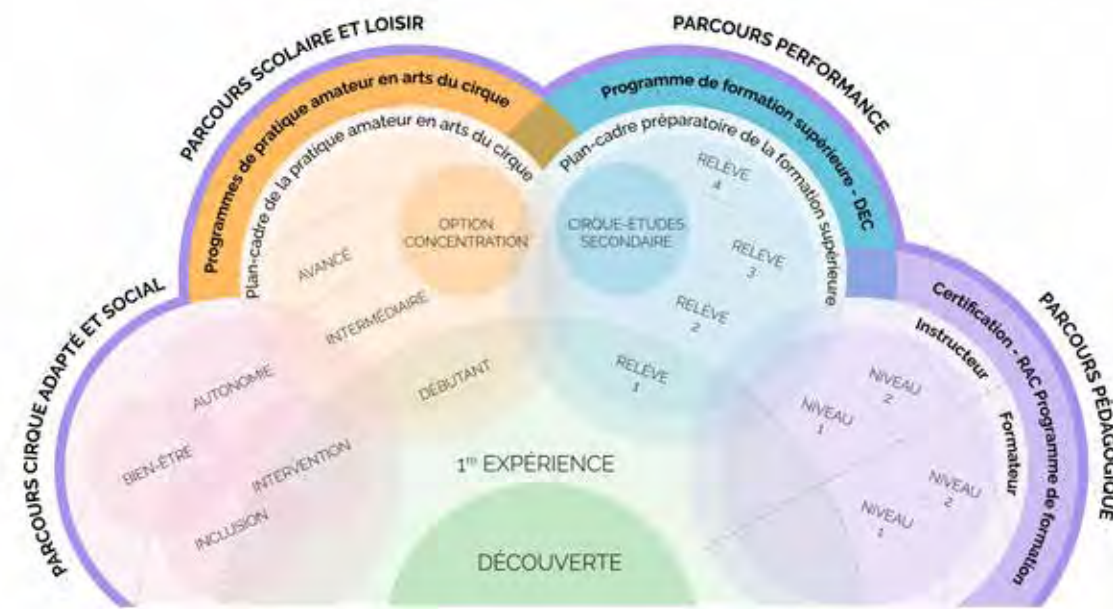 PARCOURS CIRQUE ADAPTÉ ET SOCIAL
BIEN-ÊTRE
AUTONOMIE
INTERVENTION
INCLUSION
PARCOURS SCOLAIRE ET LOISIR
Programmes de pratique amateur en arts du cirque
Plan-cadre de la pratique amateur en arts du cirque
OPTION
CONCENTRATION
AVANCÉ
INTERMÉDIAIRE
DÉBUTANT
PARCOURS PERFORMANCE
Programme de formation supérieure - DEC
Plan-cadre préparatoire de la formation supérieure
CIRQUE-ÉTUDES
SECONDAIRE
RELÈVE
4
RELÈVE
3
RELÈVE
2
RELÈVE
1
PARCOURS PÉDAGOGIQUE
Certification - RAC Programme de formation
Instructeur
NIVEAU
2
NIVEAU
1
Formateur
NIVEAU
2
NIVEAU
1
1re EXPÉRIENCE
DÉCOUVERTE